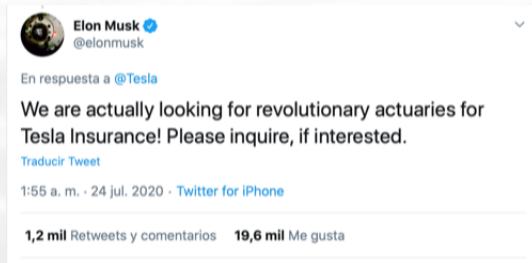 Elon Musk
@elonmusk
En respuesta a @Tesla
We are actually looking for revolutionary actuaries for
Tesla Insurance! Please inquire, if interested.
Traducir Tweet
1:55 a. m. · 24 jul. 2020 · Twitter for iPhone
1,2 mil Retweets y comentarios 19,6 mil Me gusta